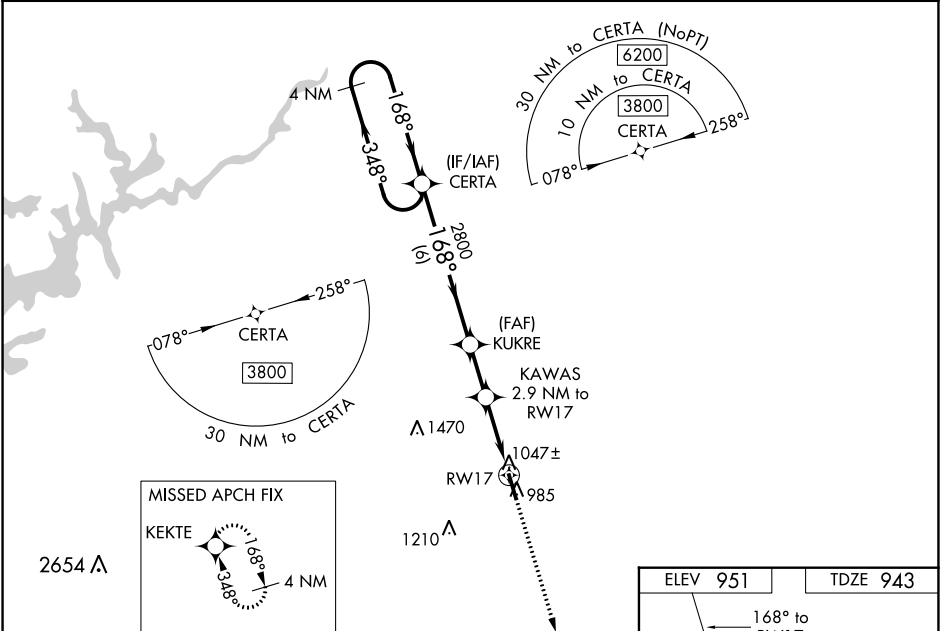 30 NM to CERTA (NoPT)
6200
10 NM to CERTA
3800
CERTA
078°
258°
4 NM
168°
348°
(IF/IAF)
CERTA
2800
168°
(6)
258°
078°
CERTA
3800
30 NM to CERTA
(FAF)
KUKRE
KAWAS
2.9 NM to
RW17
1470
1047±
RW17
985
1210
MISSED APCH FIX
KEKTE
168°
348°
4 NM
2654
ELEV 951
TDZE 943
168° to